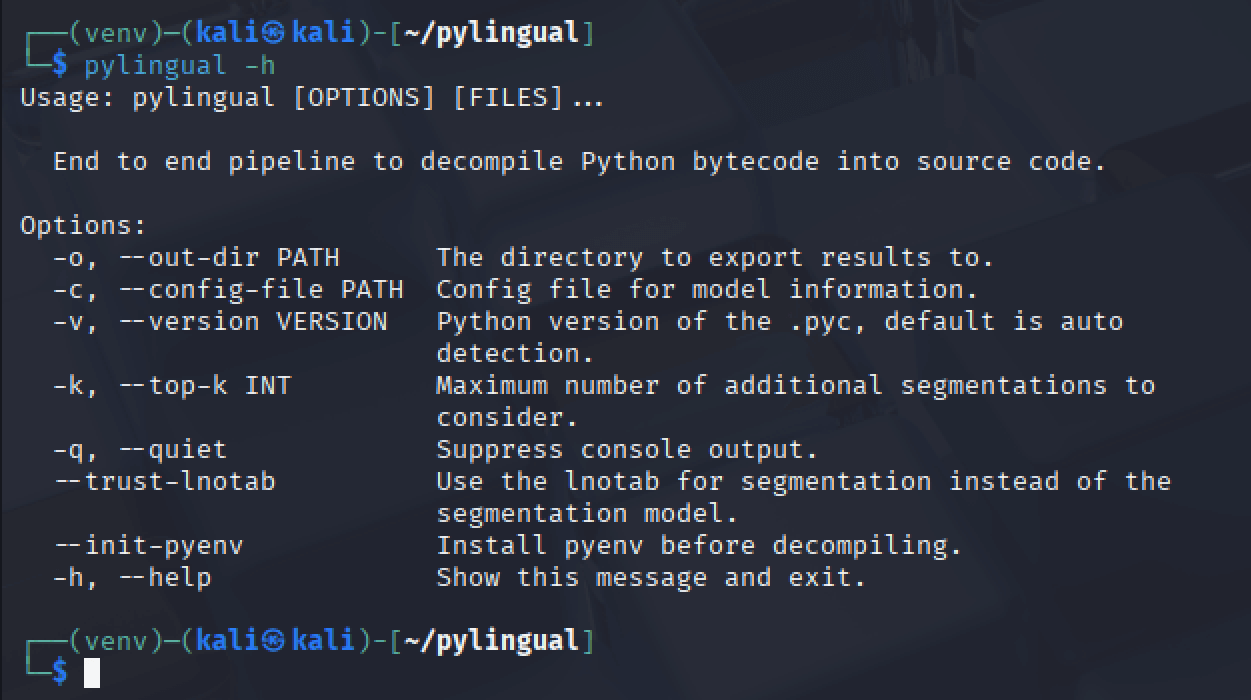 ┌──(venv)─(kali㉿kali)-[~/pylingual]
└─$ pylingual -h
Usage: pylingual [OPTIONS] [FILES]...
End to end pipeline to decompile Python bytecode into source code.
Options:
-o, --out-dir PATH      The directory to export results to.
-c, --config-file PATH  Config file for model information.
-v, --version VERSION   Python version of the .pyc, default is auto
detection.
-k, --top-k INT         Maximum number of additional segmentations to
consider.
-q, --quiet             Suppress console output.
--trust-lnotab          Use the lnotab for segmentation instead of the
segmentation model.
--init-pyenv            Install pyenv before decompiling.
-h, --help              Show this message and exit.
┌──(venv)─(kali㉿kali)-[~/pylingual]
└─$